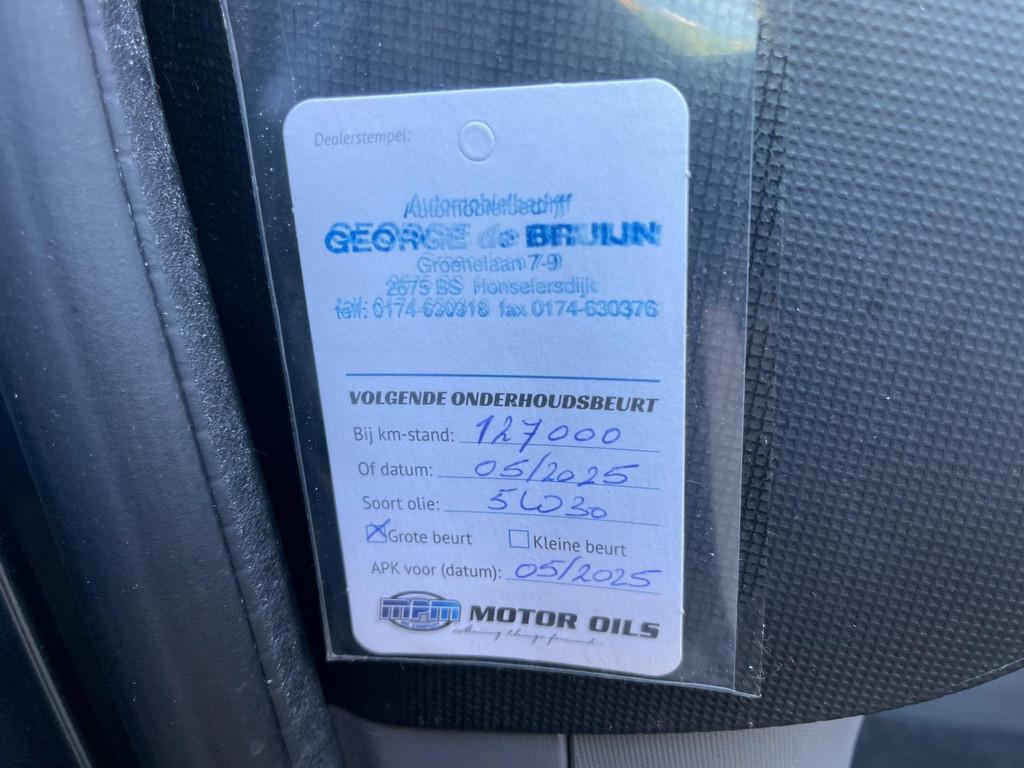 Dealerstempel:
Automobielbedrijf
GEORGE de BRUIJN
Groenelaan 7-9
2675 BS Honselersdijk
telf: 0174-630318 fax 0174-630376
VOLGENDE ONDERHOUDSBEURT
Bij km-stand: 127000
Of datum: 05/2025
Soort olie: 5W30
Grote beurt Kleine beurt
APK voor (datum): 05/2025
MPM MOTOR OILS